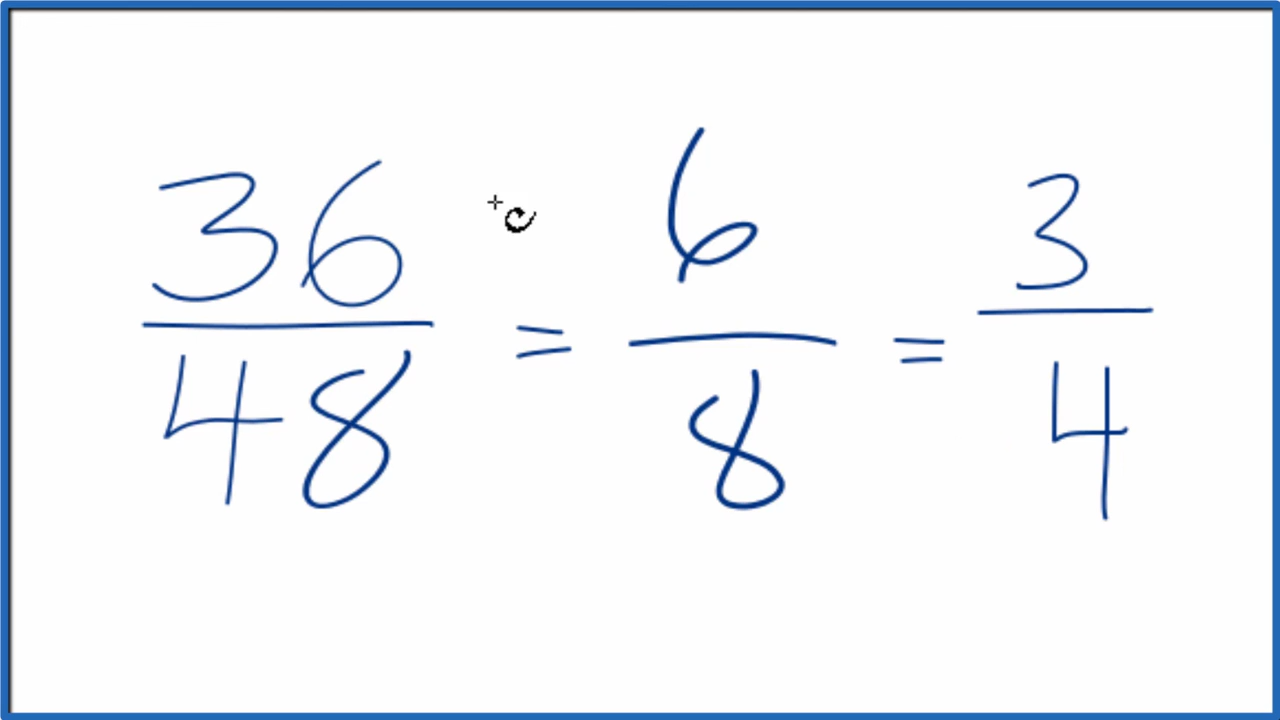 36/48 = 6/8 = 3/4